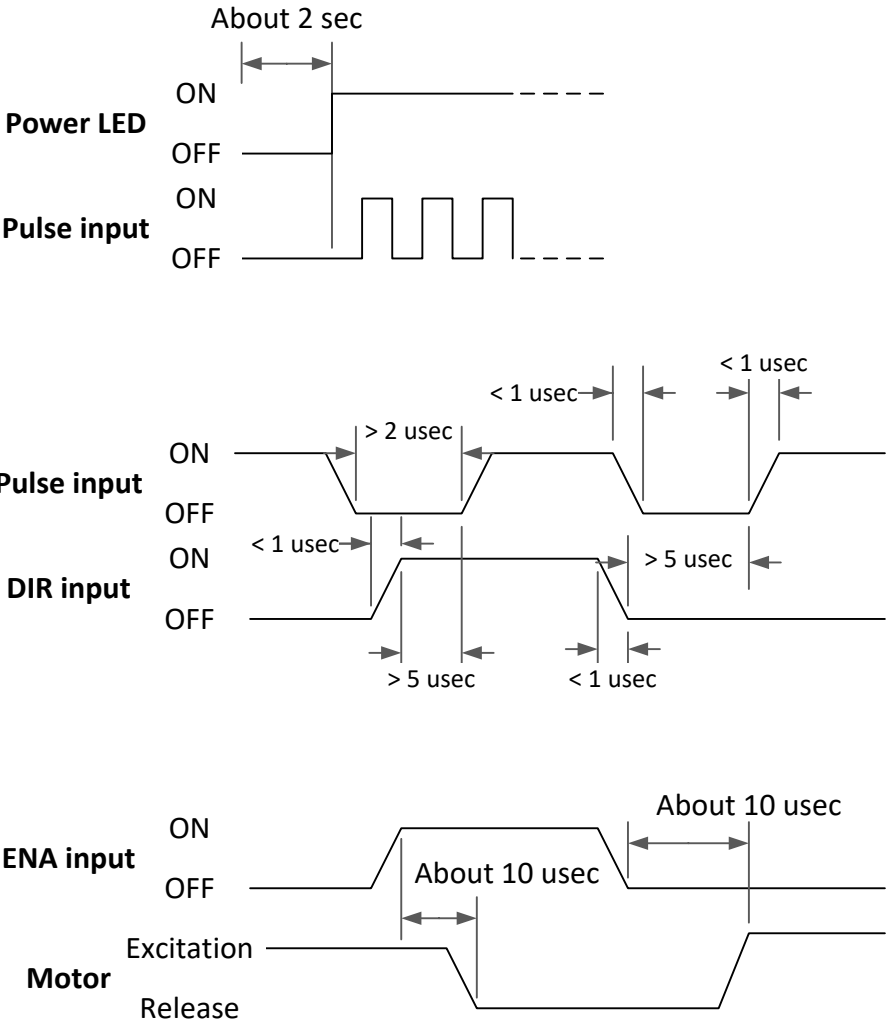 About 2 sec
ON
Power LED
OFF
ON
Pulse input
OFF
< 1 usec
< 1 usec
> 2 usec
ON
Pulse input
OFF
< 1 usec
ON
> 5 usec
DIR input
OFF
> 5 usec
< 1 usec
About 10 usec
ON
ENA input
About 10 usec
OFF
Excitation
Motor
Release